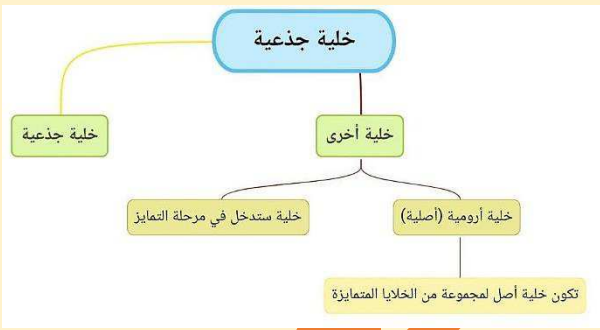 خلية جذعية
خلية أخرى
خلية جذعية
خلية أرومية (أصلية)
خلية ستدخل في مرحلة التمايز
تكون خلية أصل لمجموعة من الخلايا المتمايزة